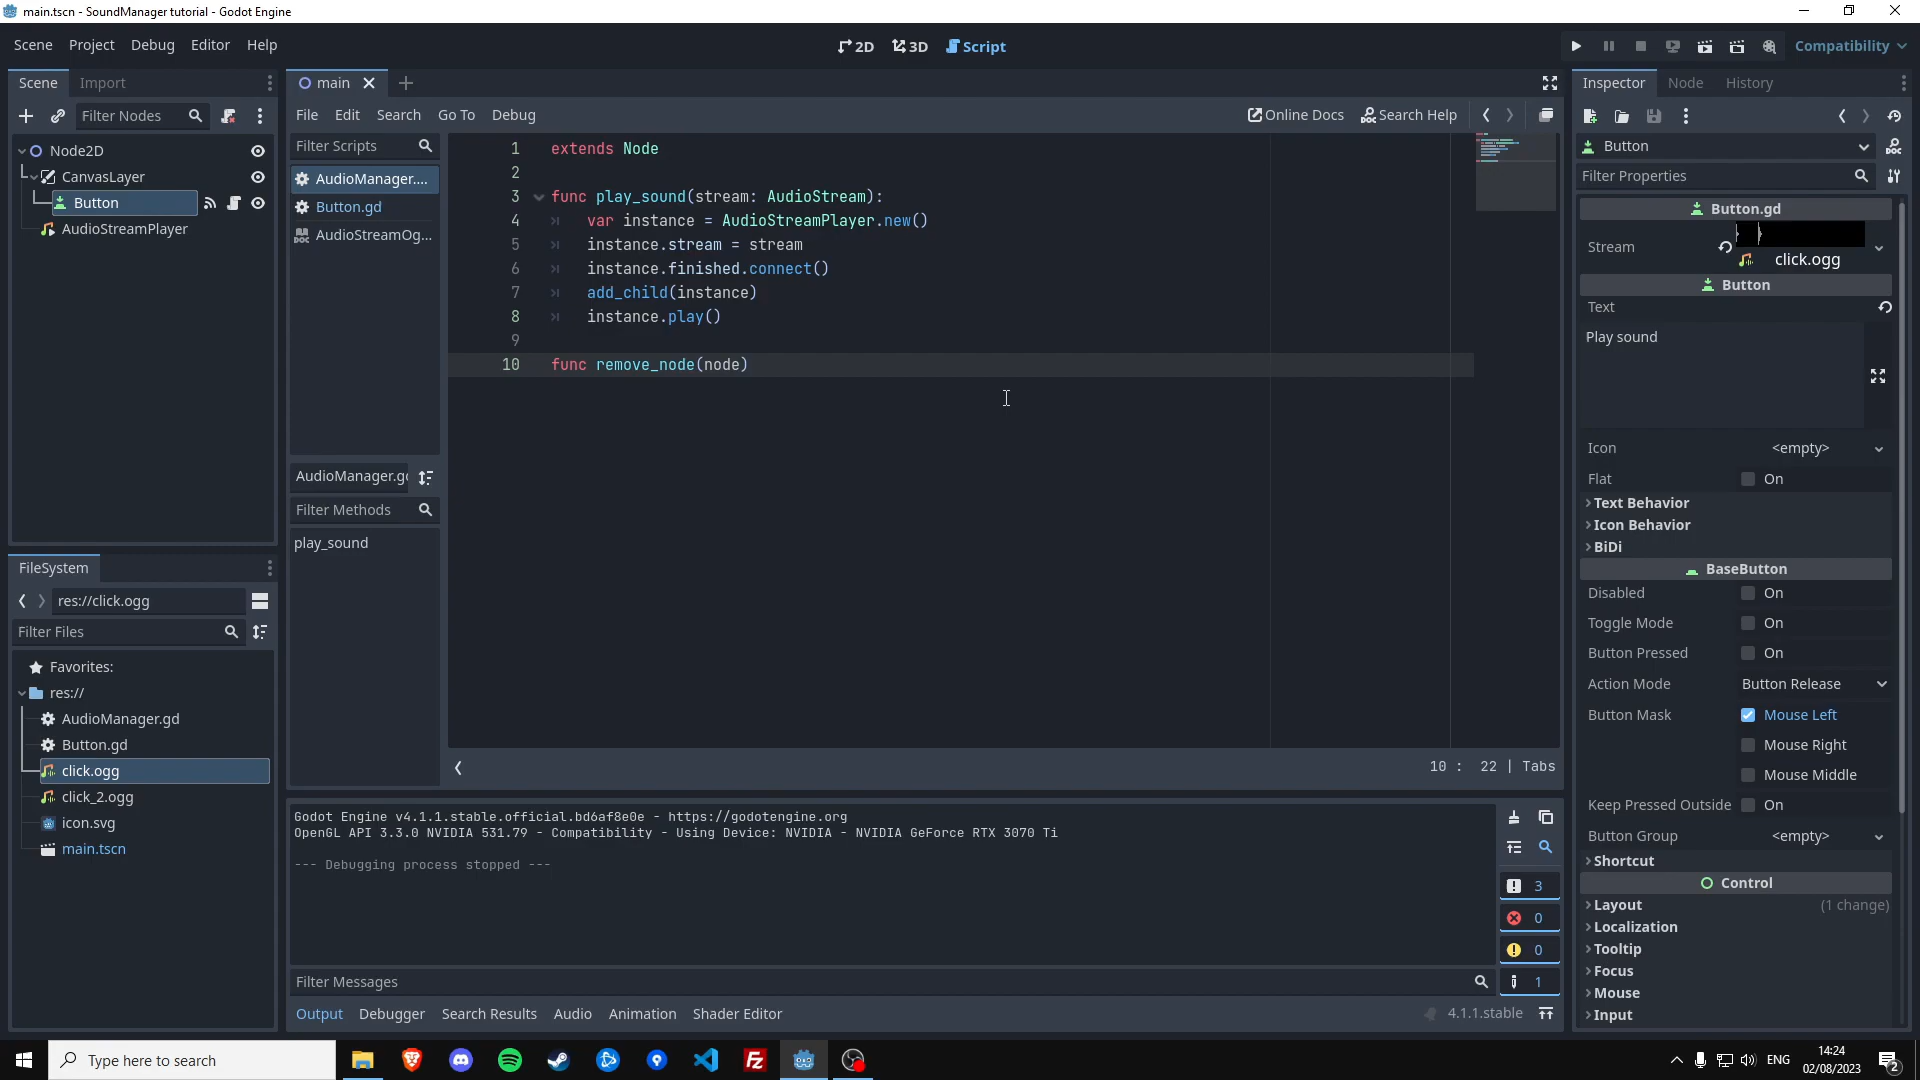 main.tscn - SoundManager tutorial - Godot Engine
Scene Project Debug Editor Help
2D 3D Script
Compatibility
Scene Import
Filter Nodes
Node2D
CanvasLayer
Button
AudioStreamPlayer
FileSystem
res://click.ogg
Filter Files
Favorites:
res://
AudioManager.gd
Button.gd
click.ogg
click_2.ogg
icon.svg
main.tscn
main
File Edit Search Go To Debug
Online Docs Search Help
Filter Scripts
AudioManager....
Button.gd
AudioStreamOg...
AudioManager.gd
Filter Methods
play_sound
1 extends Node
2
3 func play_sound(stream: AudioStream):
4 var instance = AudioStreamPlayer.new()
5 instance.stream = stream
6 instance.finished.connect()
7 add_child(instance)
8 instance.play()
9
10 func remove_node(node)
10 : 22 | Tabs
Godot Engine v4.1.1.stable.official.bd6af8e0e - https://godotengine.org
OpenGL API 3.3.0 NVIDIA 531.79 - Compatibility - Using Device: NVIDIA - NVIDIA GeForce RTX 3070 Ti
--- Debugging process stopped ---
3
0
0
1
Filter Messages
Output Debugger Search Results Audio Animation Shader Editor
4.1.1.stable
Inspector Node History
Button
Filter Properties
Button.gd
Stream
click.ogg
Button
Text
Play sound
Icon <empty>
Flat On
Text Behavior
Icon Behavior
BiDi
BaseButton
Disabled On
Toggle Mode On
Button Pressed On
Action Mode Button Release
Button Mask Mouse Left
Mouse Right
Mouse Middle
Keep Pressed Outside On
Button Group <empty>
Shortcut
Control
Layout (1 change)
Localization
Tooltip
Focus
Mouse
Input
Type here to search
ENG
14:24
02/08/2023
2